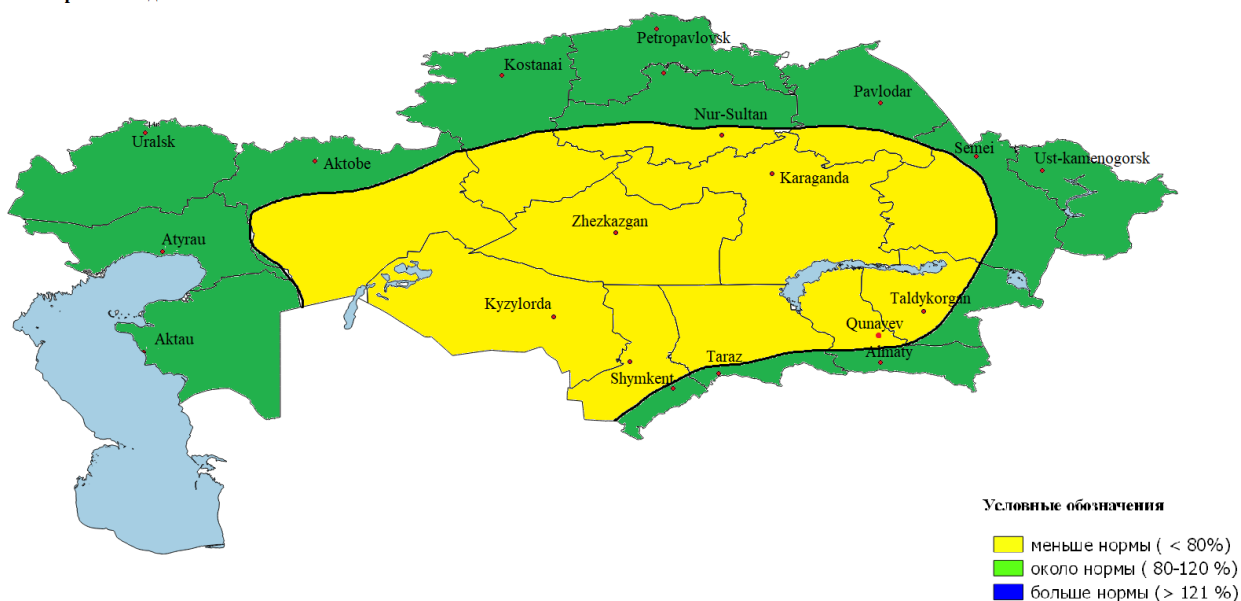 Petropavlovsk
Kostanai
Pavlodar
Nur-Sultan
Uralsk
Aktobe
Semei
Ust-kamenogorsk
Karaganda
Zhezkazgan
Atyrau
Kyzylorda
Taldykorgan
Qunayev
Aktau
Almaty
Taraz
Shymkent
Условные обозначения
меньше нормы ( < 80%)
около нормы ( 80-120 %)
больше нормы (> 121 %)